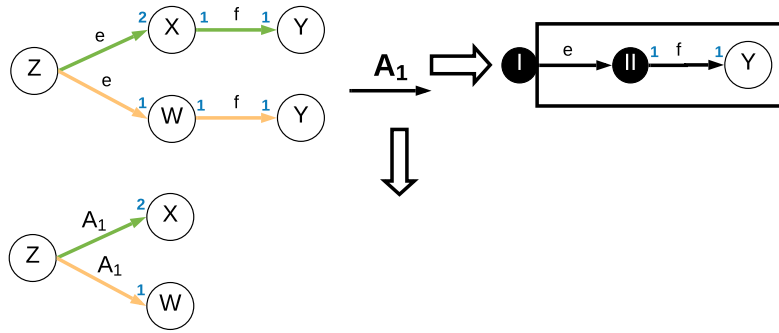 e 2 X 1 f 1 Y
Z
e 1 W 1 f 1 Y
A₁
I e II 1 f 1 Y
A₁ 2 X
Z
A₁ 1 W